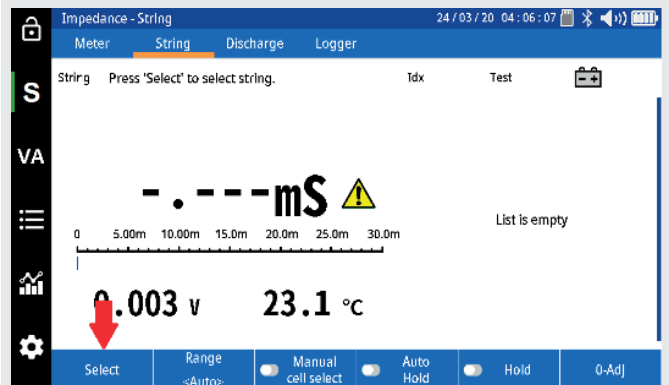 Impedance - String 24/03/20 04:06:07
Meter String Discharge Logger
String Press 'Select' to select string. Idx Test
S
VA
-.---mS
List is empty
0 5.00m 10.00m 15.0m 20.0m 25.0m 30.0m
0.003 V 23.1 °C
Select Range <Auto> Manual cell select Auto Hold Hold 0-Adj